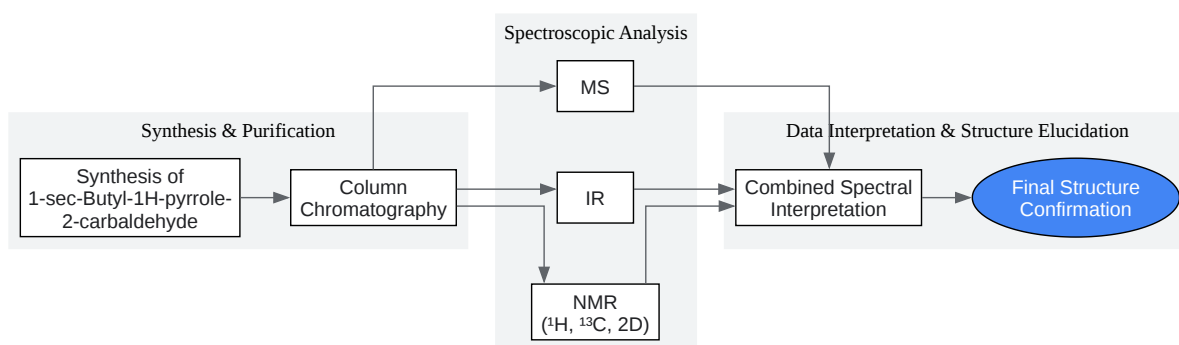 Spectroscopic Analysis
MS
Synthesis & Purification
Data Interpretation & Structure Elucidation
Synthesis of
1-sec-Butyl-1H-pyrrole-
2-carbaldehyde
Column
Chromatography
IR
Combined Spectral
Interpretation
Final Structure
Confirmation
NMR
(¹H, ¹³C, 2D)